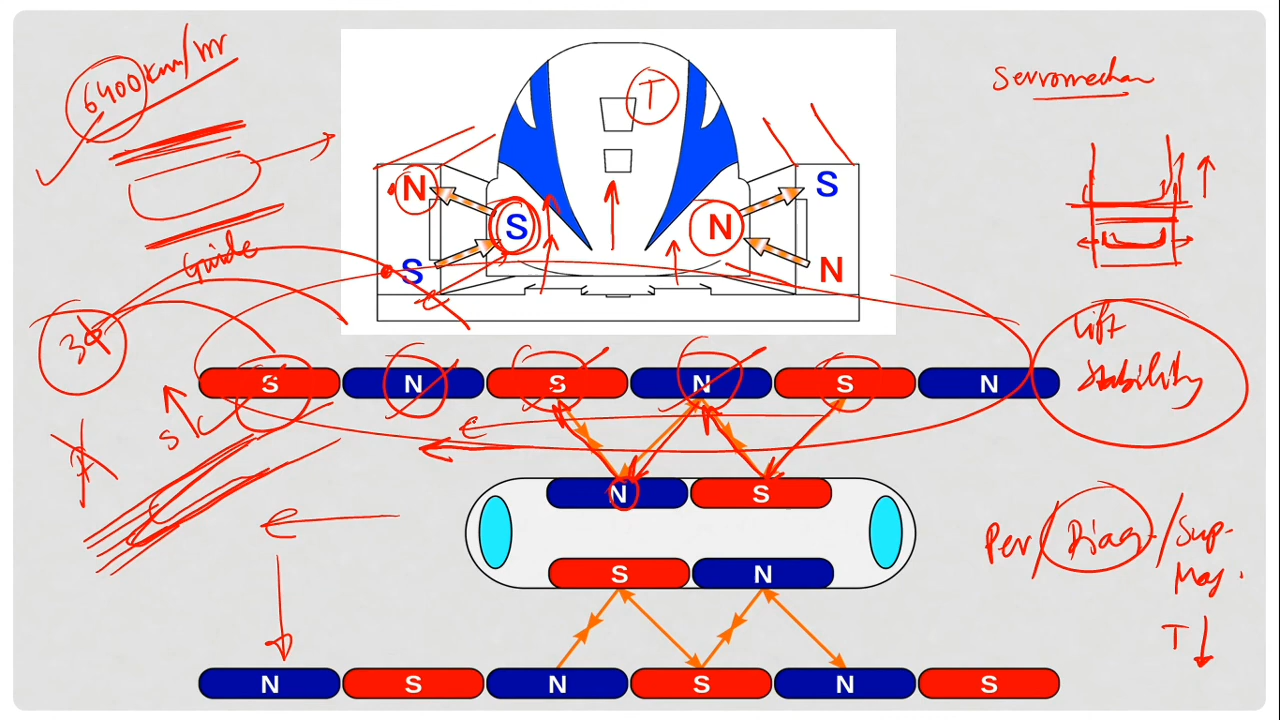 6400 km/hr
Servomechan
T
N S
S N
S N
Guide
3φ
S N S N S N
Lift
Stability
N S
S N
Per/Diag./Sup.
Mag.
T↓
N S N S N S